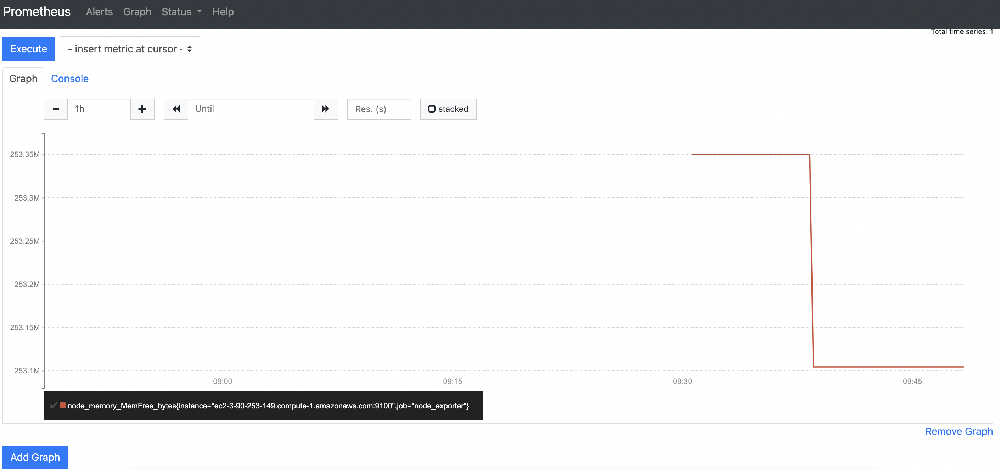 Prometheus Alerts Graph Status Help
Total time series: 1
Execute - insert metric at cursor -
Graph Console
1h Until Res. (s) stacked
253.35M
253.3M
253.25M
253.2M
253.15M
253.1M
09:00 09:15 09:30 09:45
node_memory_MemFree_bytes{instance="ec2-3-90-253-149.compute-1.amazonaws.com:9100",job="node_exporter"}
Remove Graph
Add Graph